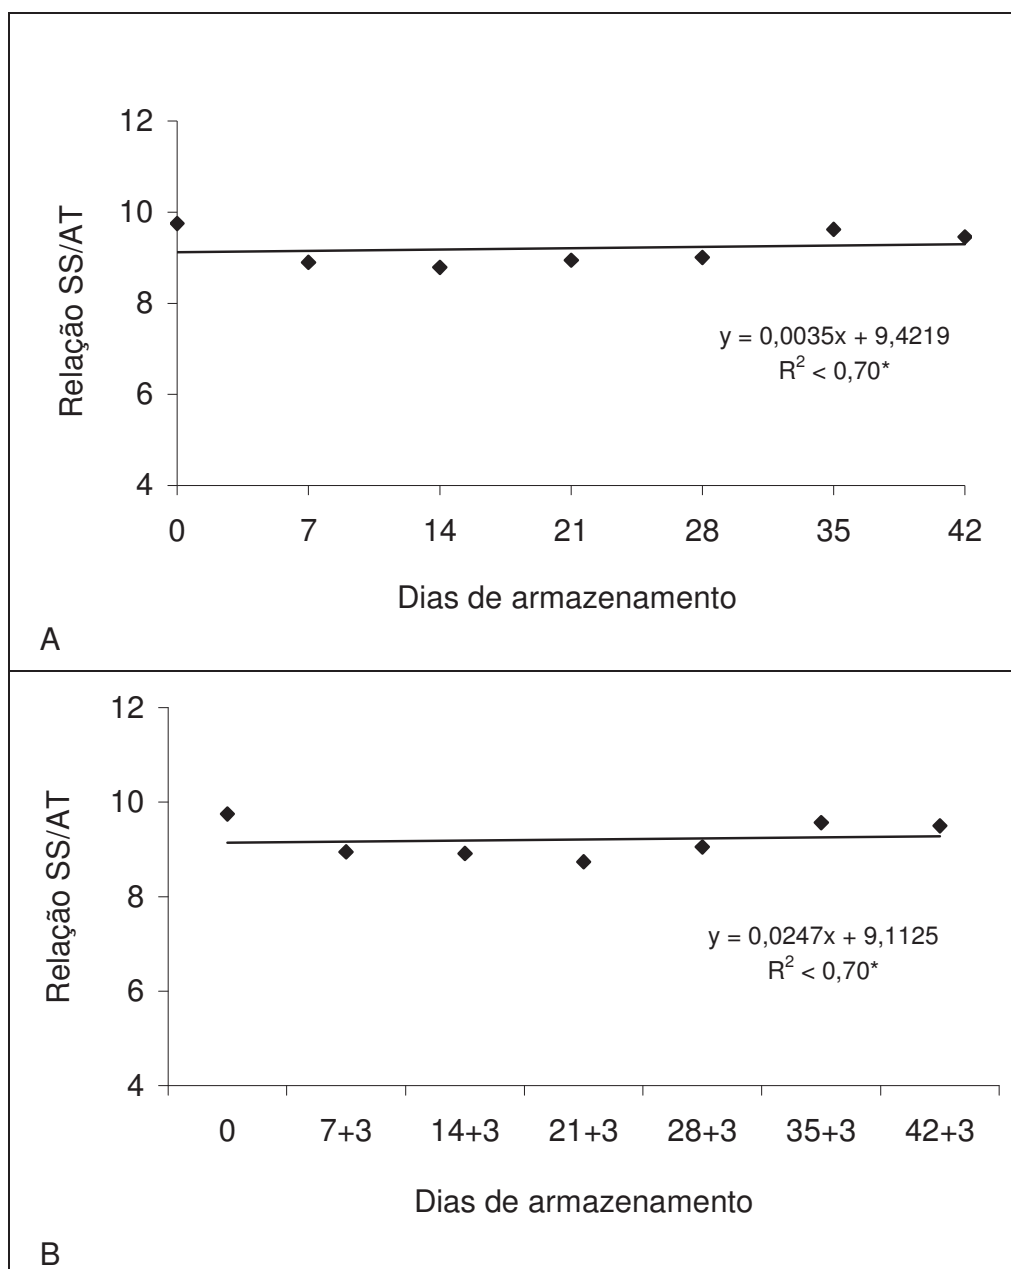 12
10
8
6
4
Relação SS/AT
y = 0,0035x + 9,4219
R² < 0,70*
0 7 14 21 28 35 42
Dias de armazenamento
A
12
10
8
6
4
Relação SS/AT
y = 0,0247x + 9,1125
R² < 0,70*
0 7+3 14+3 21+3 28+3 35+3 42+3
Dias de armazenamento
B